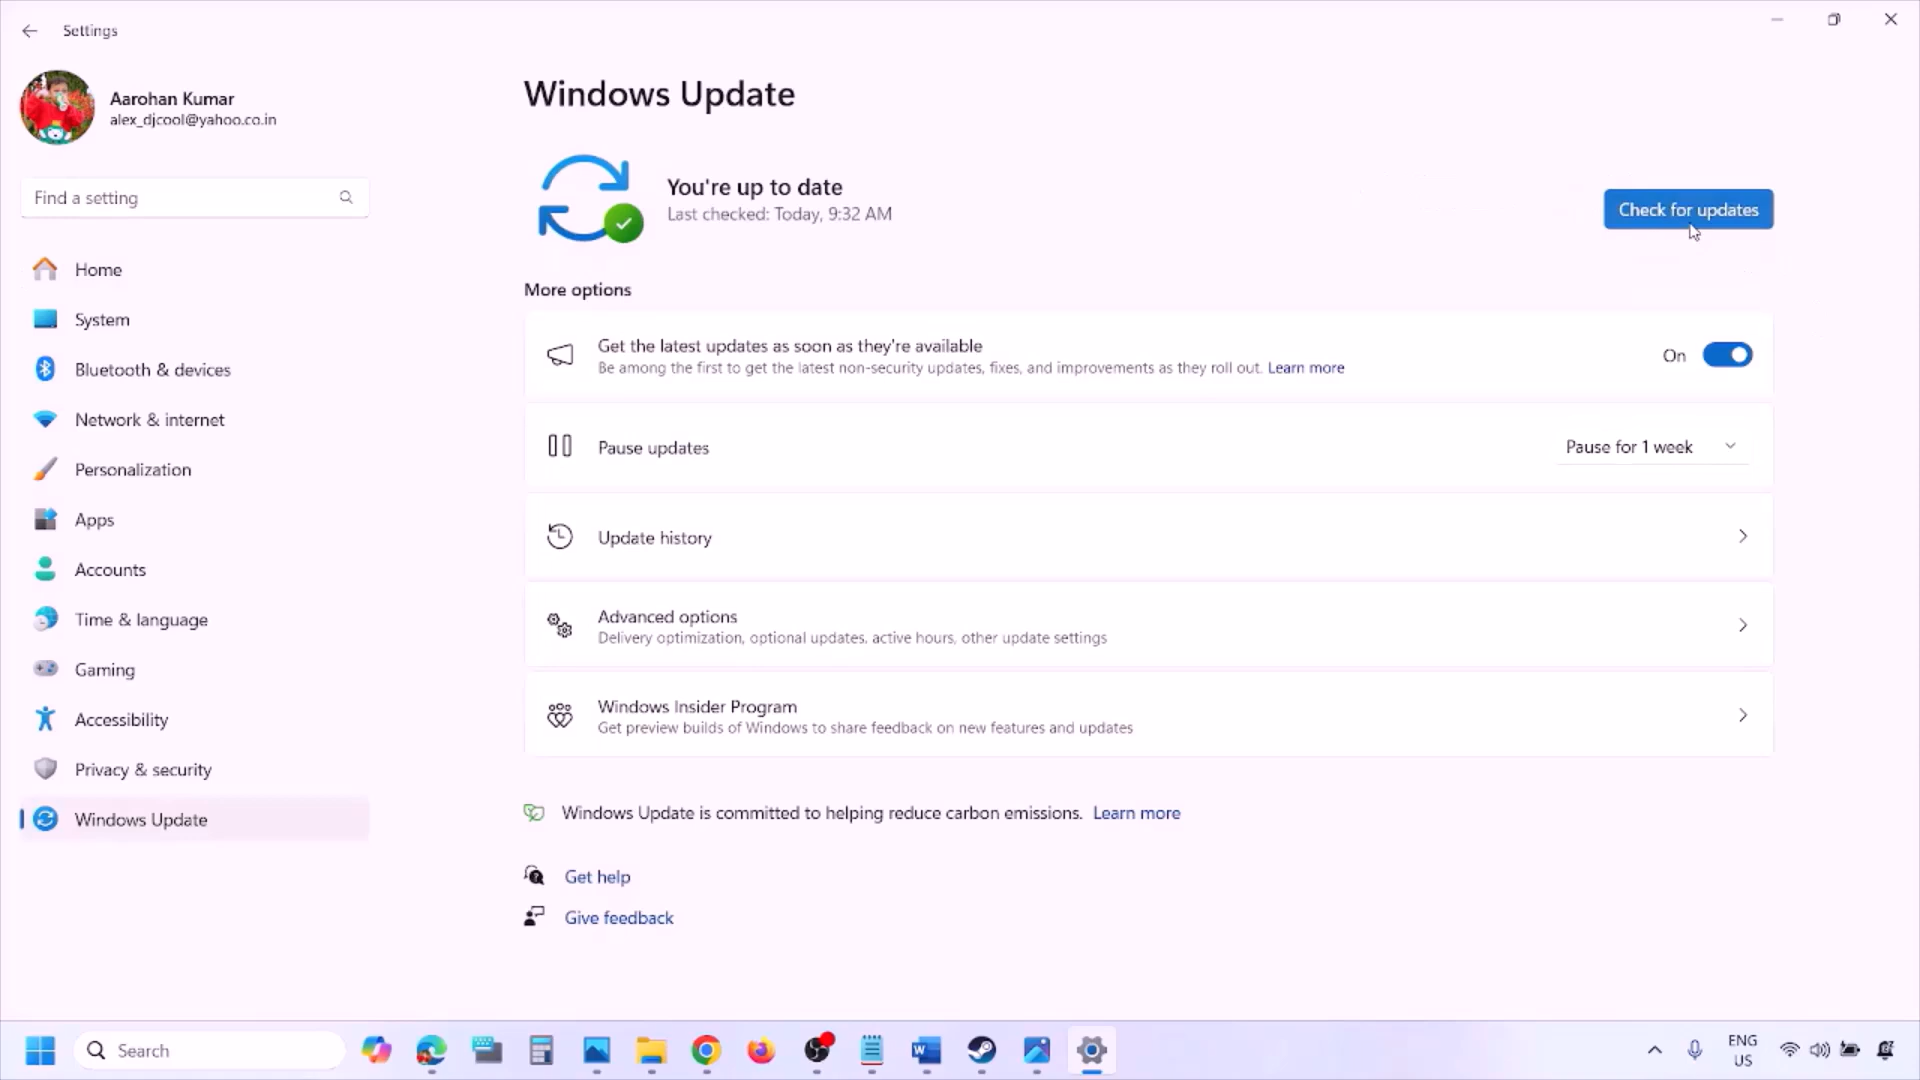 Settings
Aarohan Kumar
alex_djcool@yahoo.co.in
Find a setting
Home
System
Bluetooth & devices
Network & internet
Personalization
Apps
Accounts
Time & language
Gaming
Accessibility
Privacy & security
Windows Update
Windows Update
You're up to date
Last checked: Today, 9:32 AM
Check for updates
More options
Get the latest updates as soon as they're available
Be among the first to get the latest non-security updates, fixes, and improvements as they roll out. Learn more
On
Pause updates
Pause for 1 week
Update history
Advanced options
Delivery optimization, optional updates, active hours, other update settings
Windows Insider Program
Get preview builds of Windows to share feedback on new features and updates
Windows Update is committed to helping reduce carbon emissions. Learn more
Get help
Give feedback
Search
ENG
US